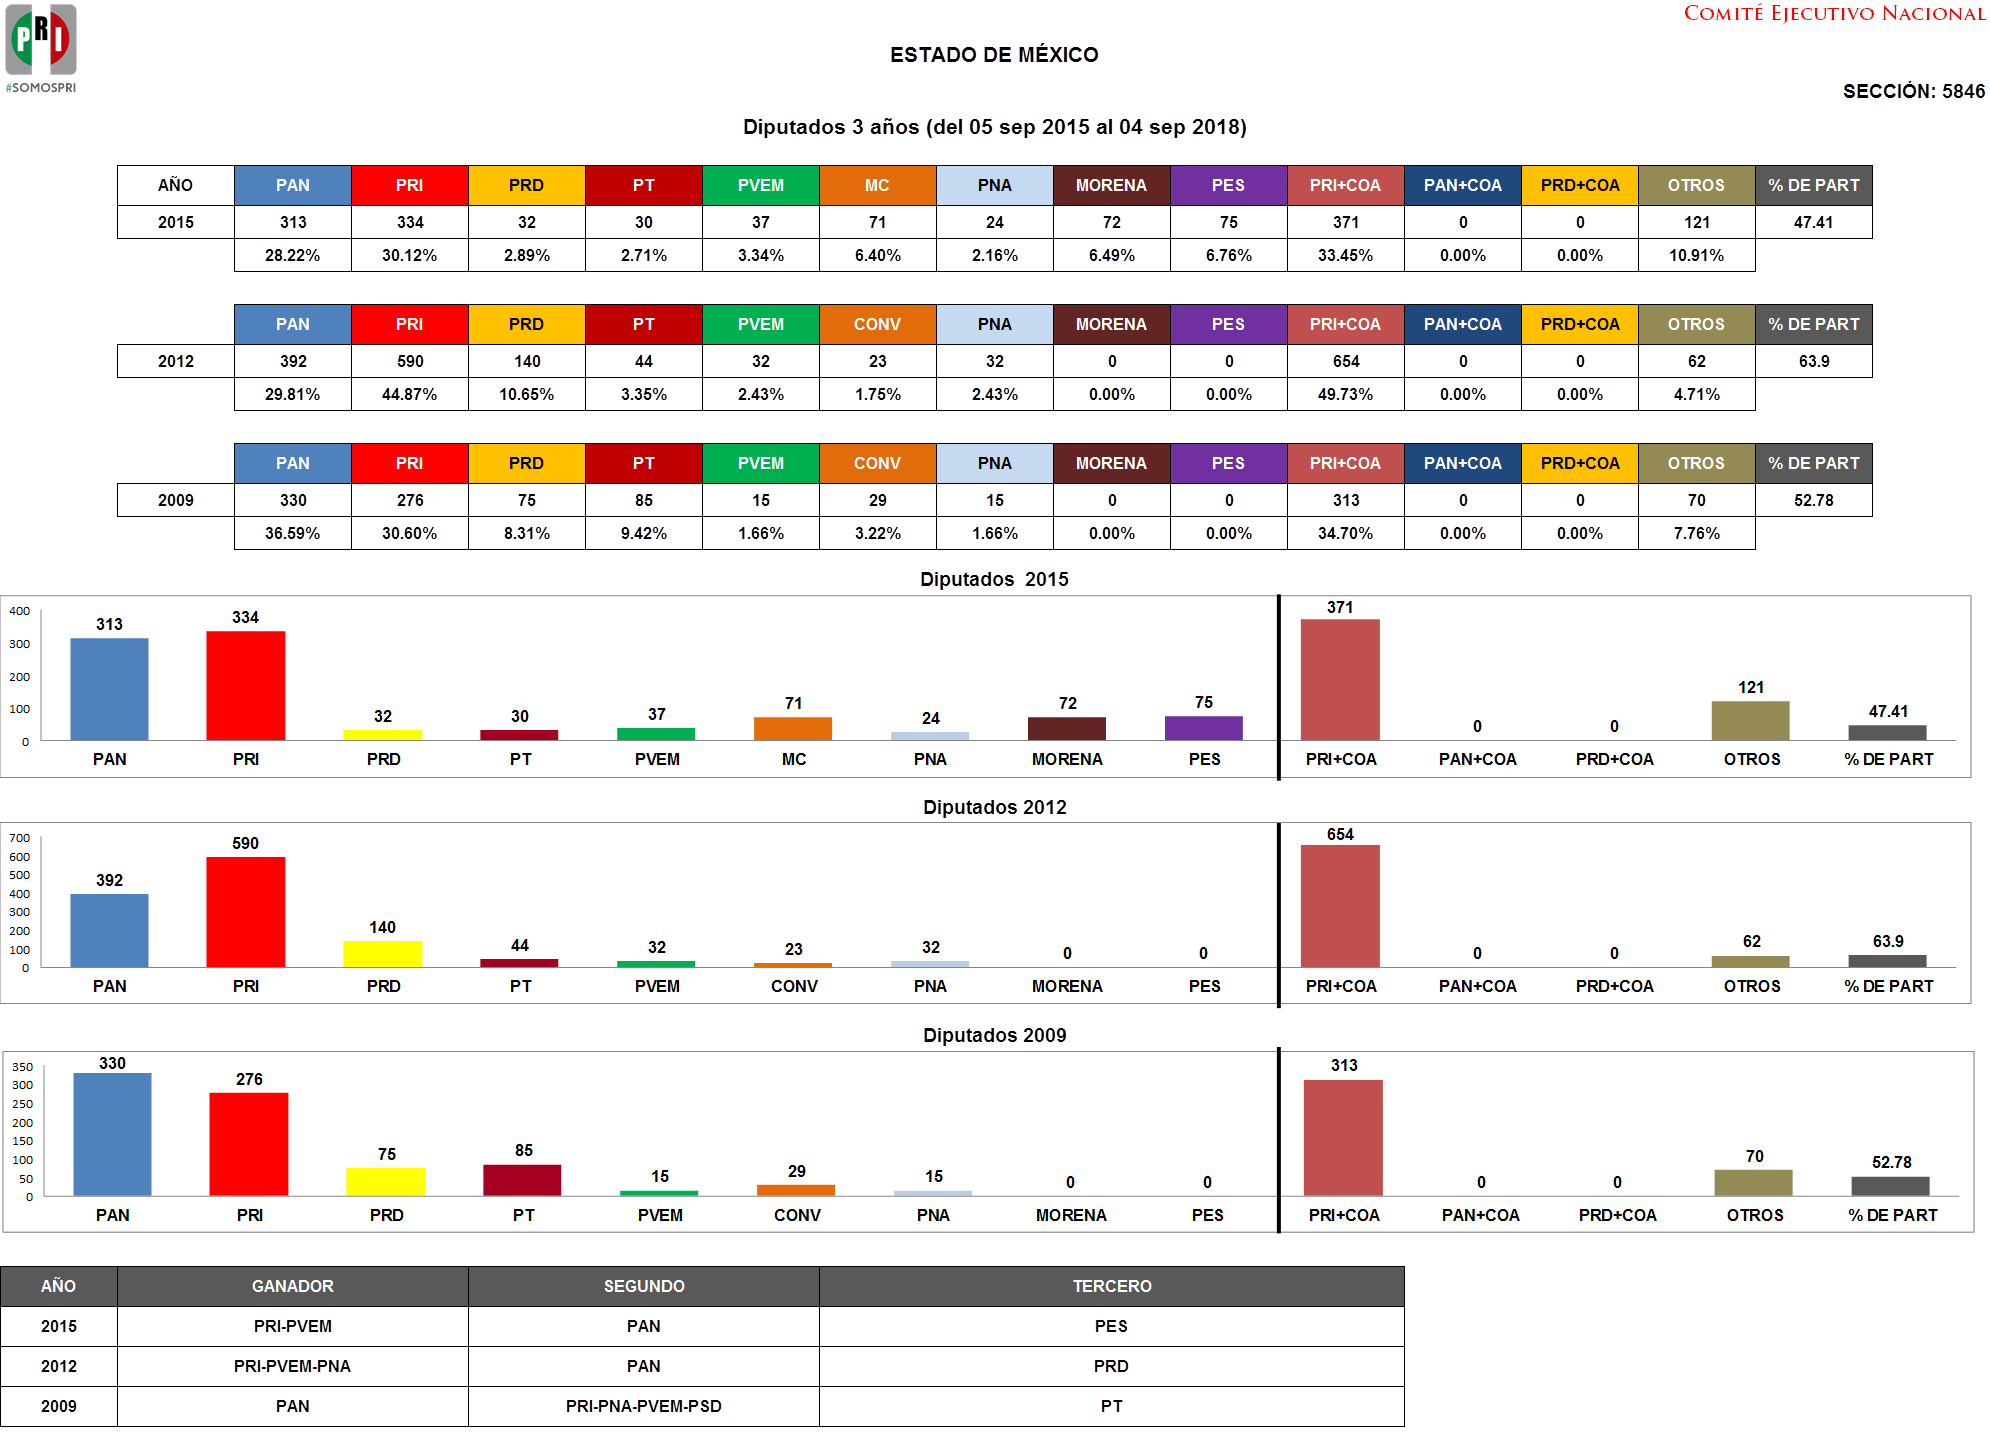 PRI
#SOMOSPRI
COMITÉ EJECUTIVO NACIONAL
ESTADO DE MÉXICO
SECCIÓN: 5846
Diputados 3 años (del 05 sep 2015 al 04 sep 2018)
AÑO PAN PRI PRD PT PVEM MC PNA MORENA PES PRI+COA PAN+COA PRD+COA OTROS % DE PART
2015 313 334 32 30 37 71 24 72 75 371 0 0 121 47.41
28.22% 30.12% 2.89% 2.71% 3.34% 6.40% 2.16% 6.49% 6.76% 33.45% 0.00% 0.00% 10.91%
PAN PRI PRD PT PVEM CONV PNA MORENA PES PRI+COA PAN+COA PRD+COA OTROS % DE PART
2012 392 590 140 44 32 23 32 0 0 654 0 0 62 63.9
29.81% 44.87% 10.65% 3.35% 2.43% 1.75% 2.43% 0.00% 0.00% 49.73% 0.00% 0.00% 4.71%
PAN PRI PRD PT PVEM CONV PNA MORENA PES PRI+COA PAN+COA PRD+COA OTROS % DE PART
2009 330 276 75 85 15 29 15 0 0 313 0 0 70 52.78
36.59% 30.60% 8.31% 9.42% 1.66% 3.22% 1.66% 0.00% 0.00% 34.70% 0.00% 0.00% 7.76%
Diputados 2015
400
300
200
100
0
313 334 32 30 37 71 24 72 75 371 0 0 121 47.41
PAN PRI PRD PT PVEM MC PNA MORENA PES PRI+COA PAN+COA PRD+COA OTROS % DE PART
Diputados 2012
700
600
500
400
300
200
100
0
392 590 140 44 32 23 32 0 0 654 0 0 62 63.9
PAN PRI PRD PT PVEM CONV PNA MORENA PES PRI+COA PAN+COA PRD+COA OTROS % DE PART
Diputados 2009
350
300
250
200
150
100
50
0
330 276 75 85 15 29 15 0 0 313 0 0 70 52.78
PAN PRI PRD PT PVEM CONV PNA MORENA PES PRI+COA PAN+COA PRD+COA OTROS % DE PART
AÑO GANADOR SEGUNDO TERCERO
2015 PRI-PVEM PAN PES
2012 PRI-PVEM-PNA PAN PRD
2009 PAN PRI-PNA-PVEM-PSD PT